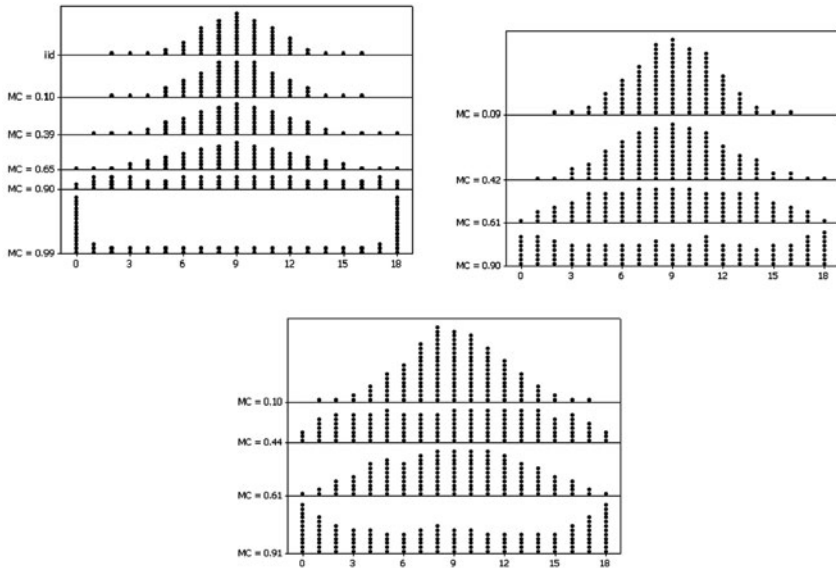 iid
MC = 0.10
MC = 0.39
MC = 0.65
MC = 0.90
MC = 0.99
0 3 6 9 12 15 18
MC = 0.09
MC = 0.42
MC = 0.61
MC = 0.90
0 3 6 9 12 15 18
MC = 0.10
MC = 0.44
MC = 0.61
MC = 0.91
0 3 6 9 12 15 18